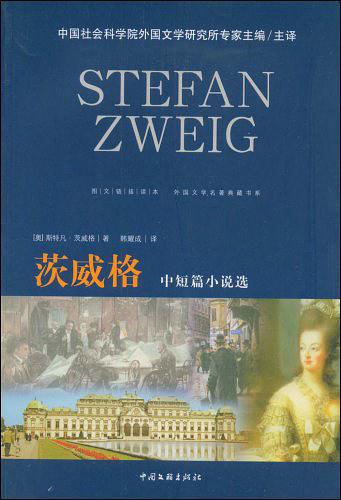 中国社会科学院外国文学研究所专家主编/主译
STEFAN
ZWEIG
图|文|链|接|读|本 外国文学名著典藏书系
[奥]斯特凡·茨威格|著 韩耀成|译
茨威格 中短篇小说选
中国文联出版社